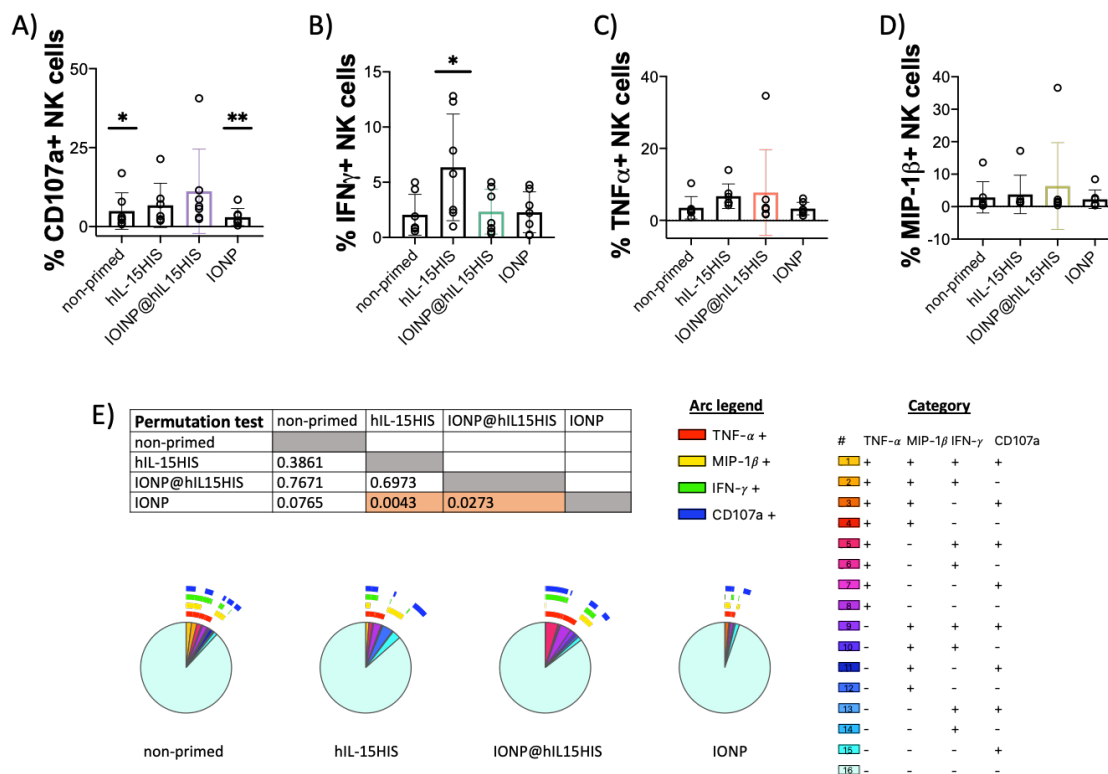 A)
% CD107a+ NK cells
50
25
0
*
**
non-primed
hIL-15HIS
IOINP@hIL15HIS
IONP
B)
% IFNγ+ NK cells
15
10
5
0
*
non-primed
hIL-15HIS
IOINP@hIL15HIS
IONP
C)
% TNFα+ NK cells
40
20
0
non-primed
hIL-15HIS
IOINP@hIL15HIS
IONP
D)
% MIP-1β+ NK cells
40
30
20
10
0
-10
non-primed
hIL-15HIS
IOINP@hIL15HIS
IONP
E)
Permutation test non-primed hIL-15HIS IONP@hIL15HIS IONP
non-primed
hIL-15HIS 0.3861
IONP@hIL15HIS 0.7671 0.6973
IONP 0.0765 0.0043 0.0273
Arc legend
TNF-α +
MIP-1β +
IFN-γ +
CD107a +
Category
# TNF-α MIP-1β IFN-γ CD107a
1 + + + +
2 + + + -
3 + + - +
4 + + - -
5 + - + +
6 + - + -
7 + - - +
8 + - - -
9 - + + +
10 - + + -
11 - + - +
12 - + - -
13 - - + +
14 - - + -
15 - - - +
16 - - - -
non-primed
hIL-15HIS
IONP@hIL15HIS
IONP